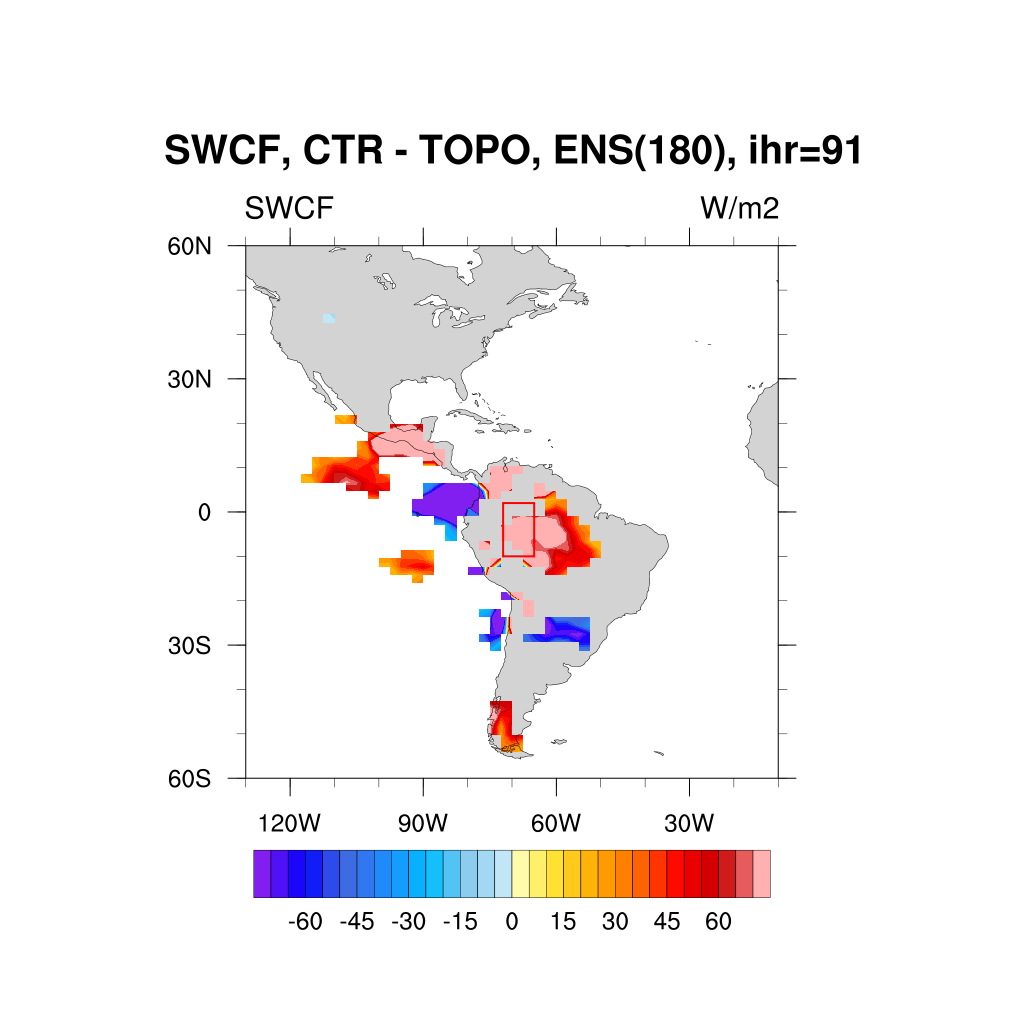 SWCF, CTR - TOPO, ENS(180), ihr=91
SWCF W/m2
60N
30N
0
30S
60S
120W 90W 60W 30W
-60 -45 -30 -15 0 15 30 45 60